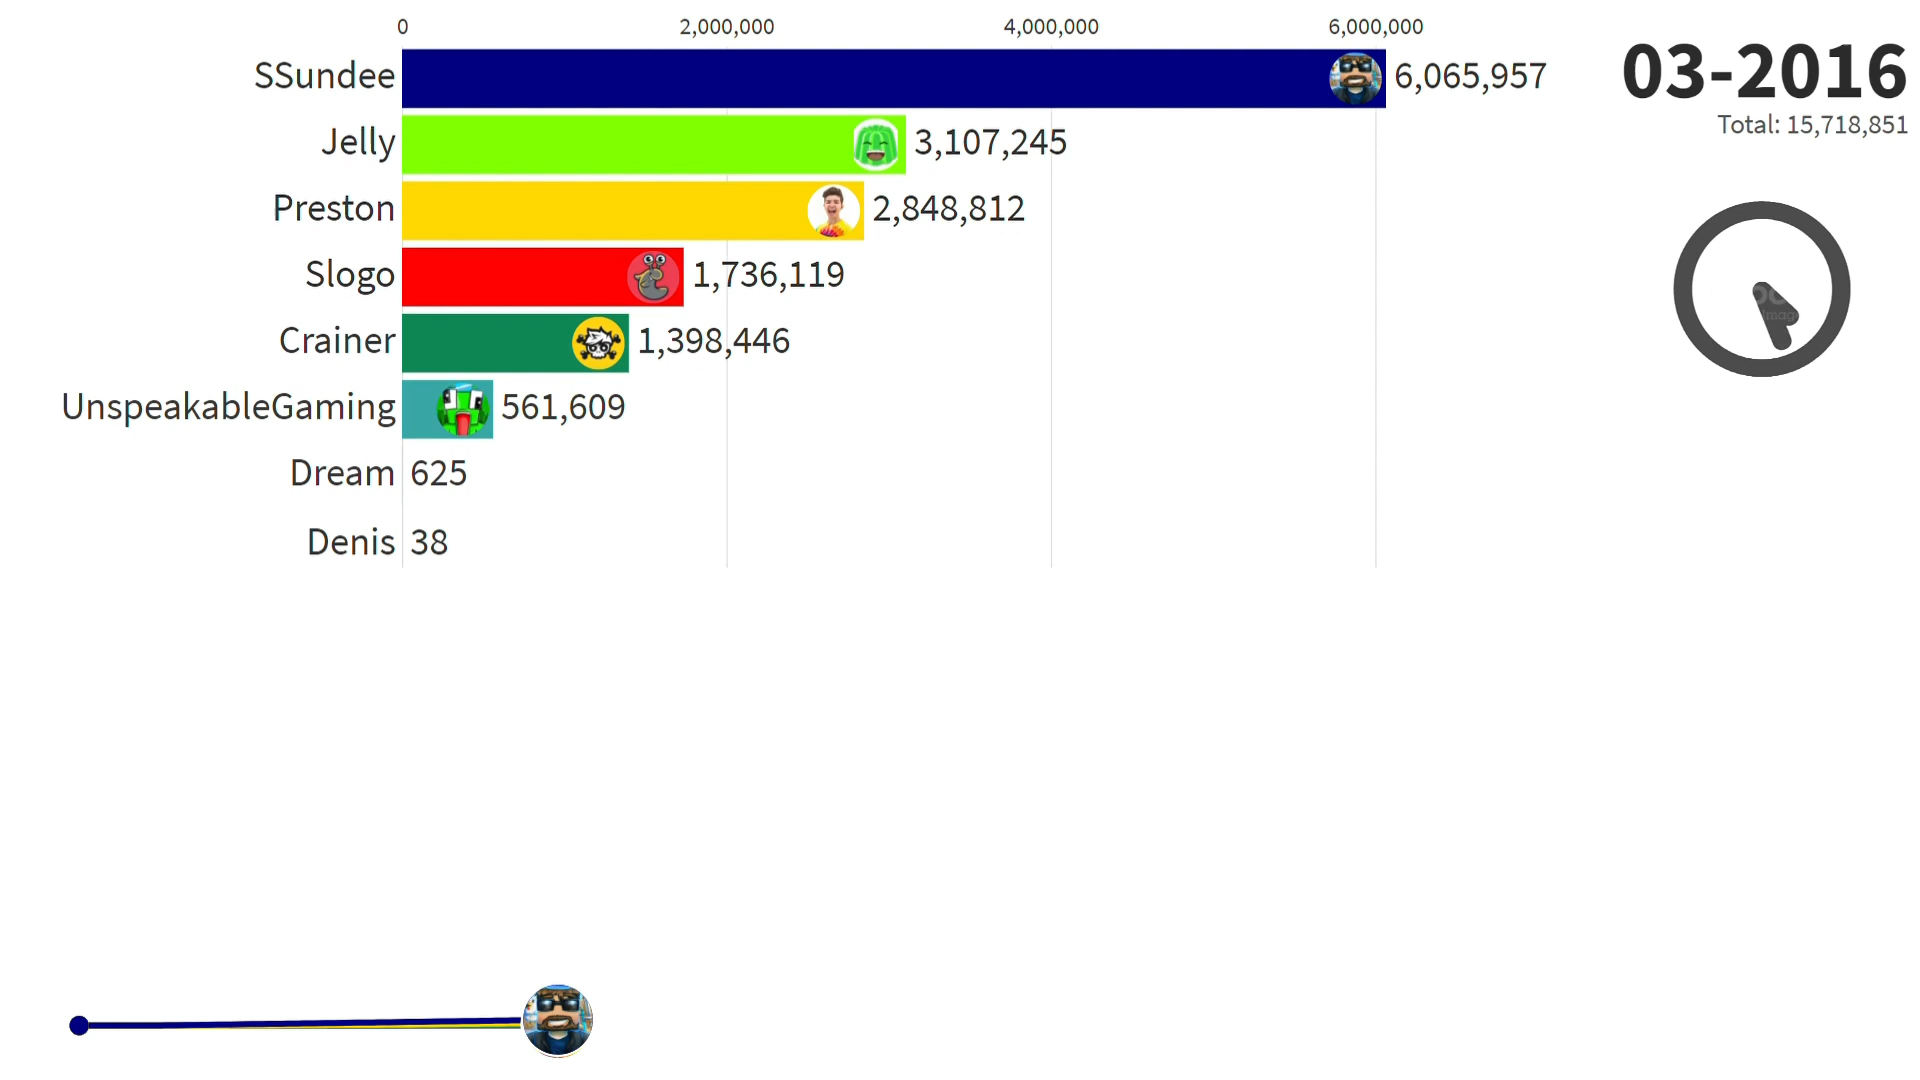 0 2,000,000 4,000,000 6,000,000
SSundee 6,065,957
03-2016
Total: 15,718,851
Jelly 3,107,245
Preston 2,848,812
Slogo 1,736,119
Crainer 1,398,446
UnspeakableGaming 561,609
Dream 625
Denis 38